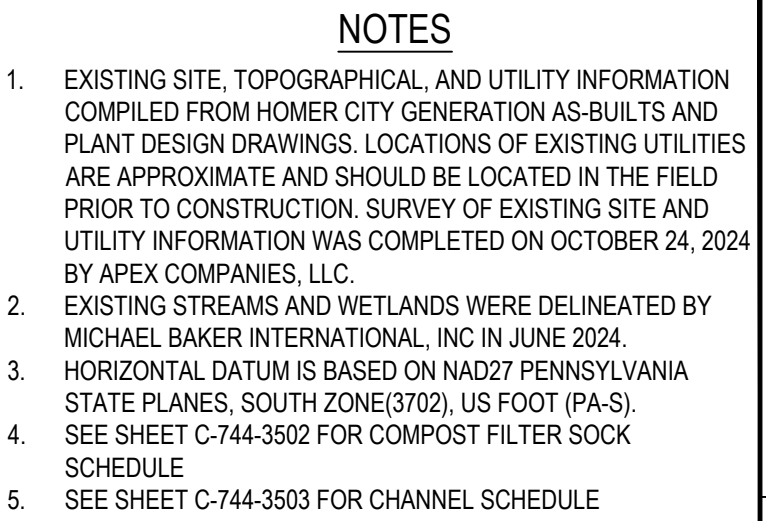 NOTES
1. EXISTING SITE, TOPOGRAPHICAL, AND UTILITY INFORMATION
COMPILED FROM HOMER CITY GENERATION AS-BUILTS AND
PLANT DESIGN DRAWINGS. LOCATIONS OF EXISTING UTILITIES
ARE APPROXIMATE AND SHOULD BE LOCATED IN THE FIELD
PRIOR TO CONSTRUCTION. SURVEY OF EXISTING SITE AND
UTILITY INFORMATION WAS COMPLETED ON OCTOBER 24, 2024
BY APEX COMPANIES, LLC.
2. EXISTING STREAMS AND WETLANDS WERE DELINEATED BY
MICHAEL BAKER INTERNATIONAL, INC IN JUNE 2024.
3. HORIZONTAL DATUM IS BASED ON NAD27 PENNSYLVANIA
STATE PLANES, SOUTH ZONE(3702), US FOOT (PA-S).
4. SEE SHEET C-744-3502 FOR COMPOST FILTER SOCK
SCHEDULE
5. SEE SHEET C-744-3503 FOR CHANNEL SCHEDULE